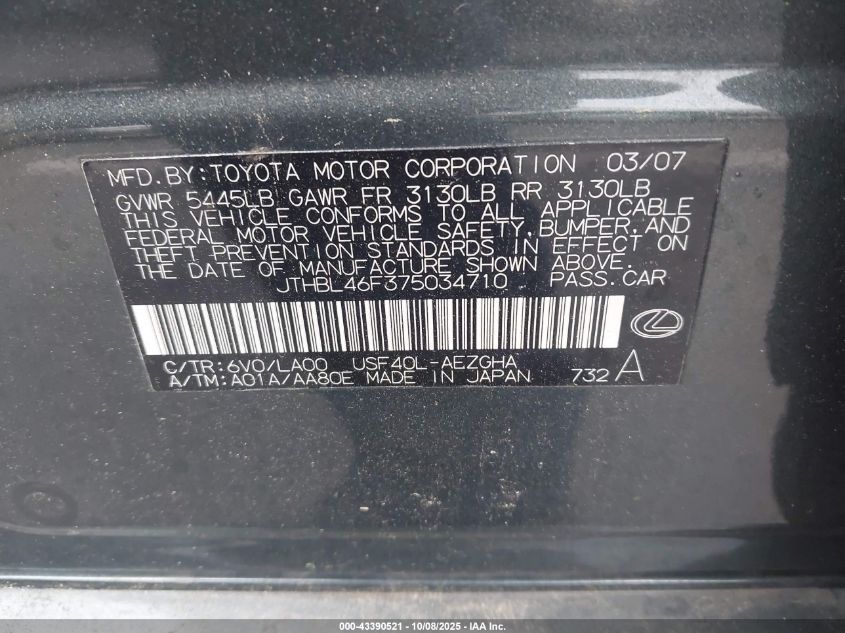 MFD. BY: TOYOTA MOTOR CORPORATION 03/07
GVWR 5445LB GAWR FR 3130LB RR 3130LB
THIS VEHICLE CONFORMS TO ALL APPLICABLE
FEDERAL MOTOR VEHICLE SAFETY, BUMPER, AND
THEFT PREVENTION STANDARDS IN EFFECT ON
THE DATE OF MANUFACTURE SHOWN ABOVE.
JTHBL46F375034710 PASS. CAR
C/TR: 6V0/LA00 USF40L-AEZGHA
A/TM: A01A/AA80E MADE IN JAPAN 732 A
000-43390521 - 10/08/2025 - IAA Inc.